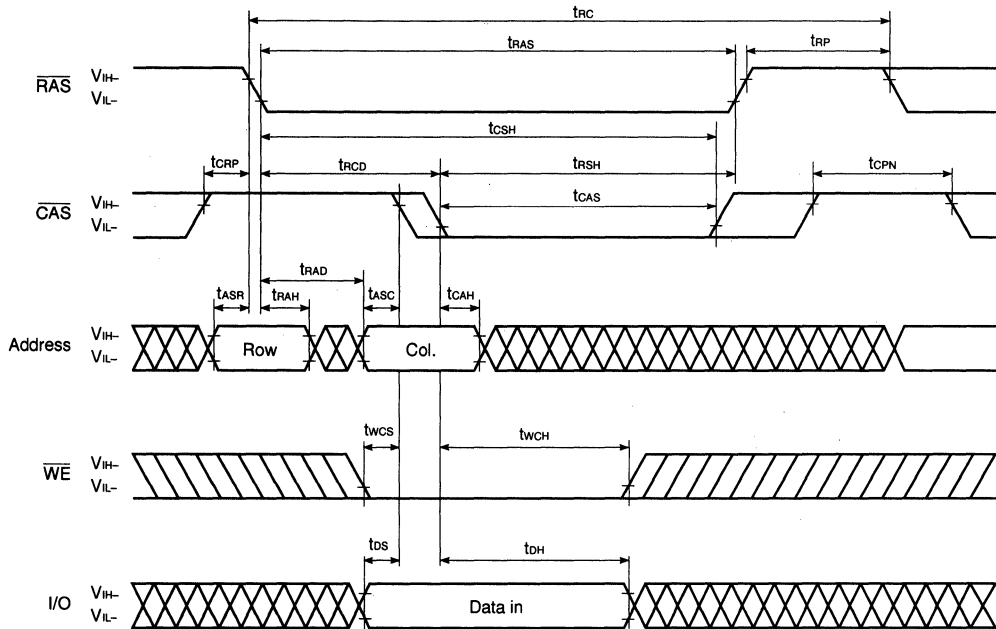 tRC
tRAS
tRP
RAS
VIH–
VIL–
tCSH
tCRP
tRCD
tRSH
tCPN
CAS
VIH–
VIL–
tCAS
tRAD
tASR
tRAH
tASC
tCAH
Address
VIH–
VIL–
Row
Col.
tWCS
tWCH
WE
VIH–
VIL–
tDS
tDH
I/O
VIH–
VIL–
Data in